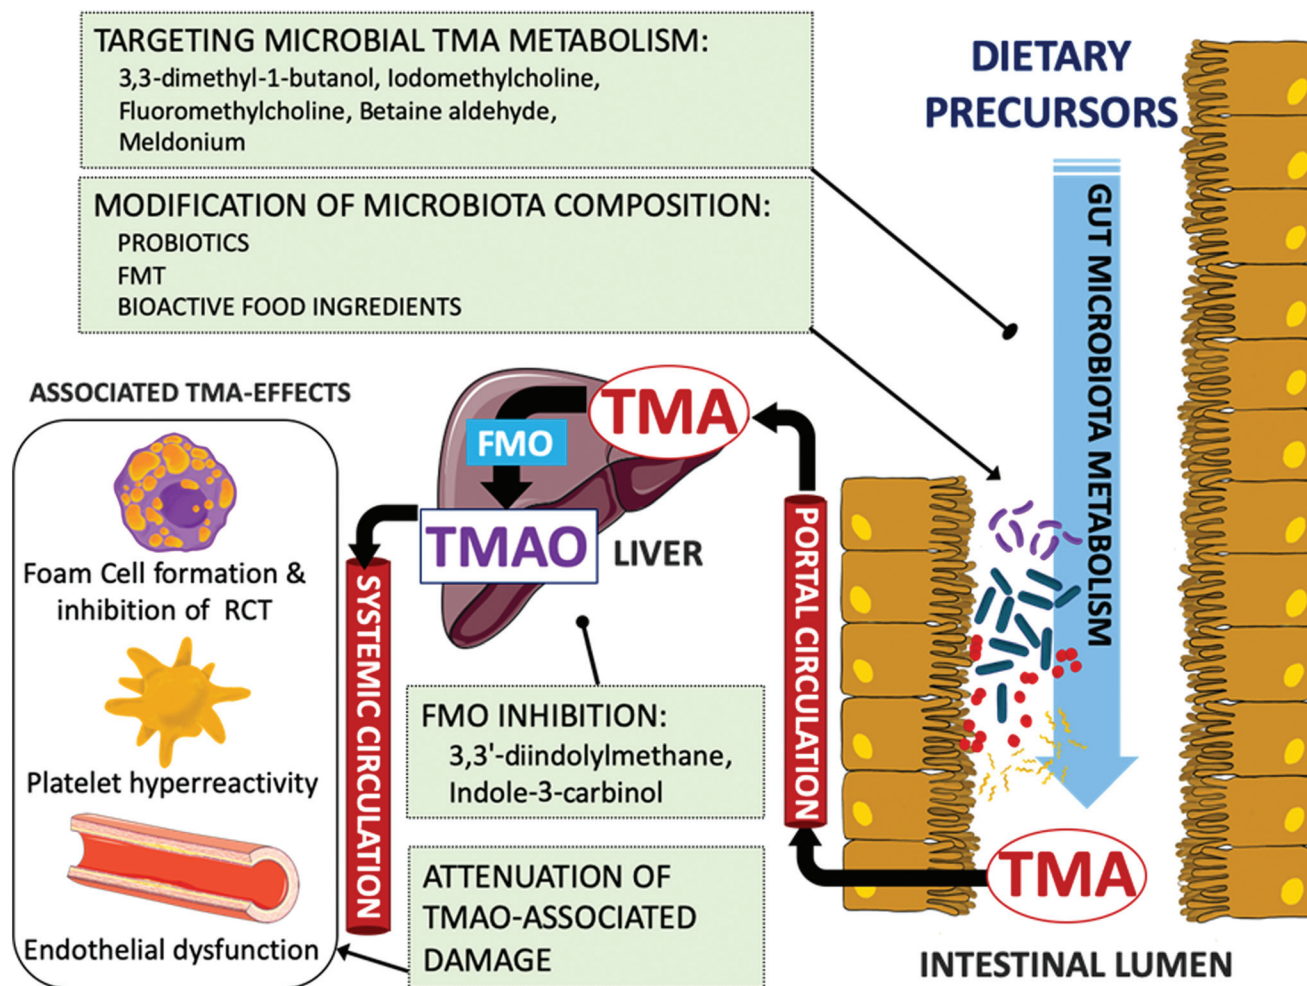 TARGETING MICROBIAL TMA METABOLISM:
3,3-dimethyl-1-butanol, Iodomethylcholine,
Fluoromethylcholine, Betaine aldehyde,
Meldonium
MODIFICATION OF MICROBIOTA COMPOSITION:
PROBIOTICS
FMT
BIOACTIVE FOOD INGREDIENTS
DIETARY
PRECURSORS
GUT MICROBIOTA METABOLISM
ASSOCIATED TMA-EFFECTS
Foam Cell formation &
inhibition of RCT
Platelet hyperreactivity
Endothelial dysfunction
TMA
FMO
TMAO
LIVER
SYSTEMIC CIRCULATION
PORTAL CIRCULATION
FMO INHIBITION:
3,3'-diindolylmethane,
Indole-3-carbinol
ATTENUATION OF
TMAO-ASSOCIATED
DAMAGE
TMA
INTESTINAL LUMEN